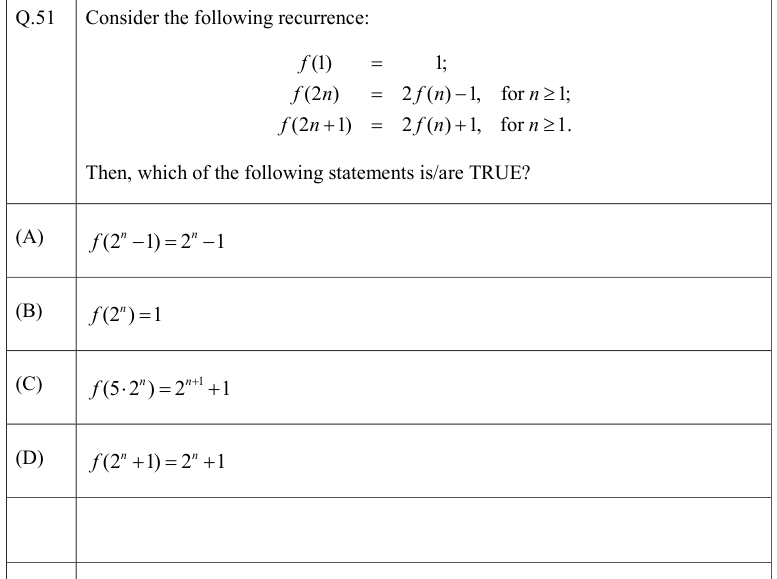 Q.51 Consider the following recurrence:
f(1) = 1;
f(2n) = 2f(n)−1, for n ≥ 1;
f(2n+1) = 2f(n)+1, for n ≥ 1.
Then, which of the following statements is/are TRUE?
(A) f(2ⁿ −1) = 2ⁿ −1
(B) f(2ⁿ) = 1
(C) f(5·2ⁿ) = 2ⁿ⁺¹ +1
(D) f(2ⁿ +1) = 2ⁿ +1